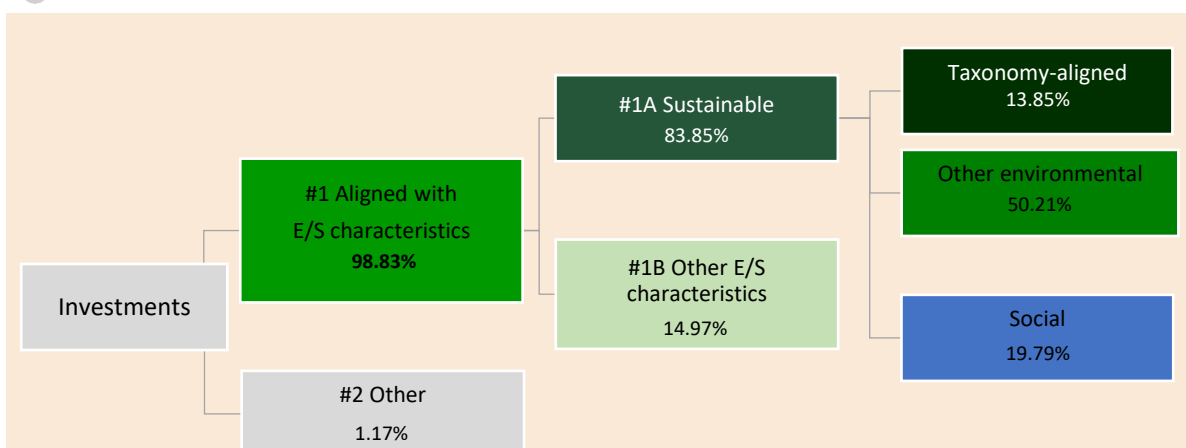 Investments
#1 Aligned with
E/S characteristics
98.83%
#2 Other
1.17%
#1A Sustainable
83.85%
#1B Other E/S
characteristics
14.97%
Taxonomy-aligned
13.85%
Other environmental
50.21%
Social
19.79%